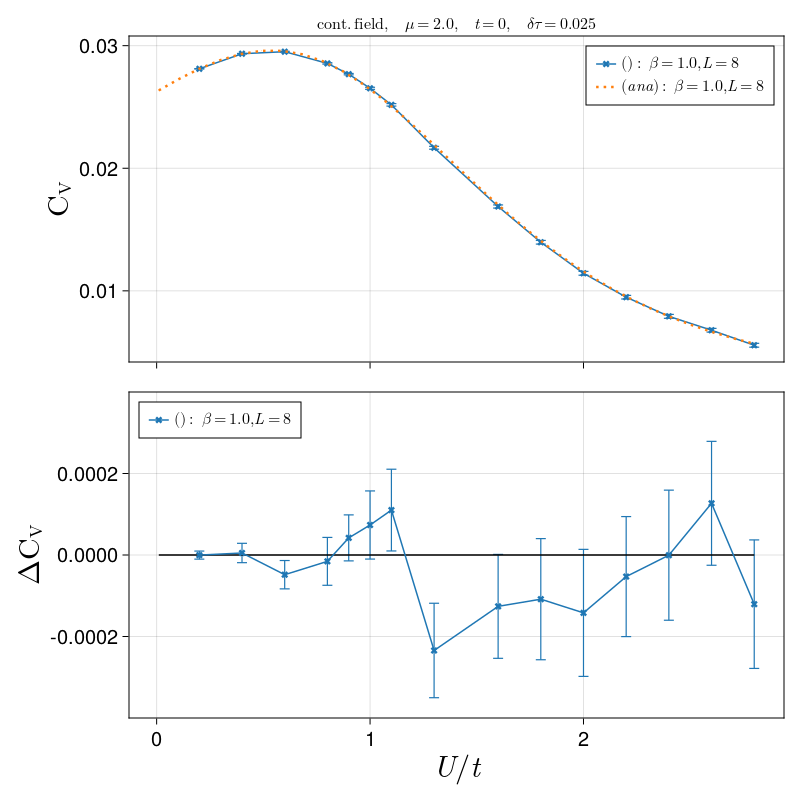 cont. field, μ = 2.0, t = 0, δτ = 0.025
0.03
0.02
0.01
C_V
() : β = 1.0, L = 8
(ana) : β = 1.0, L = 8
() : β = 1.0, L = 8
0.0002
0.0000
-0.0002
ΔC_V
0 1 2
U/t